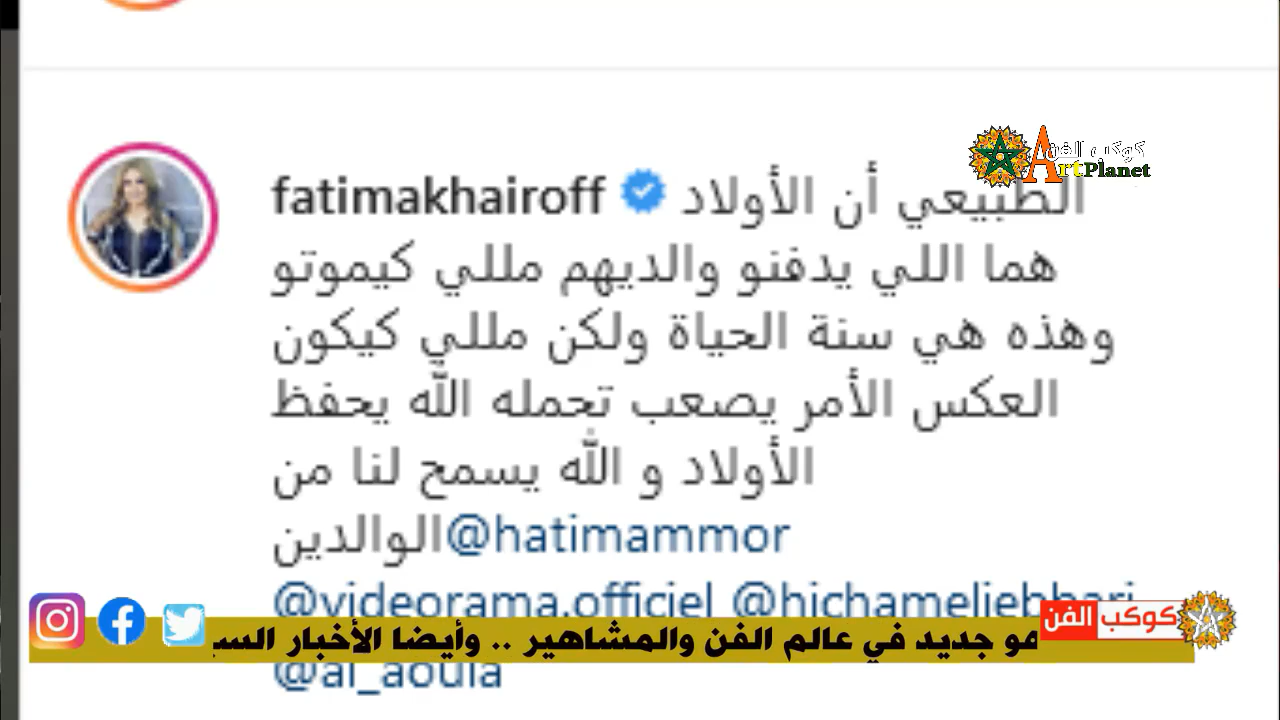 كوكب الفن
ArtPlanet
fatimakhairoff الطبيعي أن الأولاد
هما اللي يدفنو والديهم مللي كيموتو
وهذه هي سنة الحياة ولكن مللي كيكون
العكس الأمر يصعب تحمله الله يحفظ
الأولاد و الله يسمح لنا من
الوالدين@hatimammor
@videorama.officiel @hichameljebbari
كوكب الفن
مو جديد في عالم الفن والمشاهير .. وأيضا الأخبار
@al_aoula